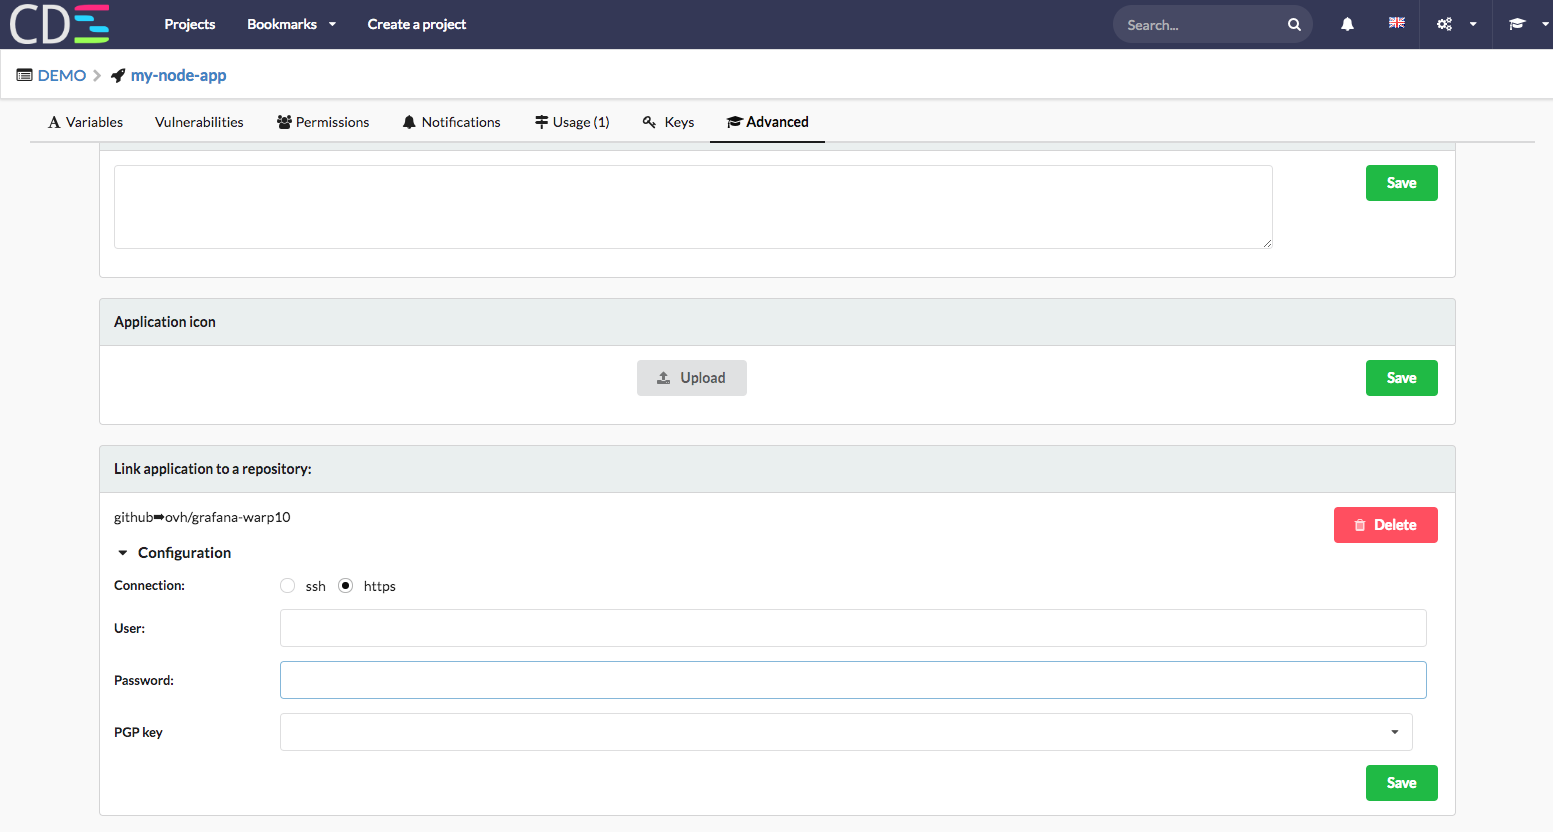 CDE Projects Bookmarks Create a project Search...
DEMO my-node-app
Variables Vulnerabilities Permissions Notifications Usage (1) Keys Advanced
Save
Application icon
Upload Save
Link application to a repository:
github➡ovh/grafana-warp10
Delete
Configuration
Connection: ssh https
User:
Password:
PGP key
Save